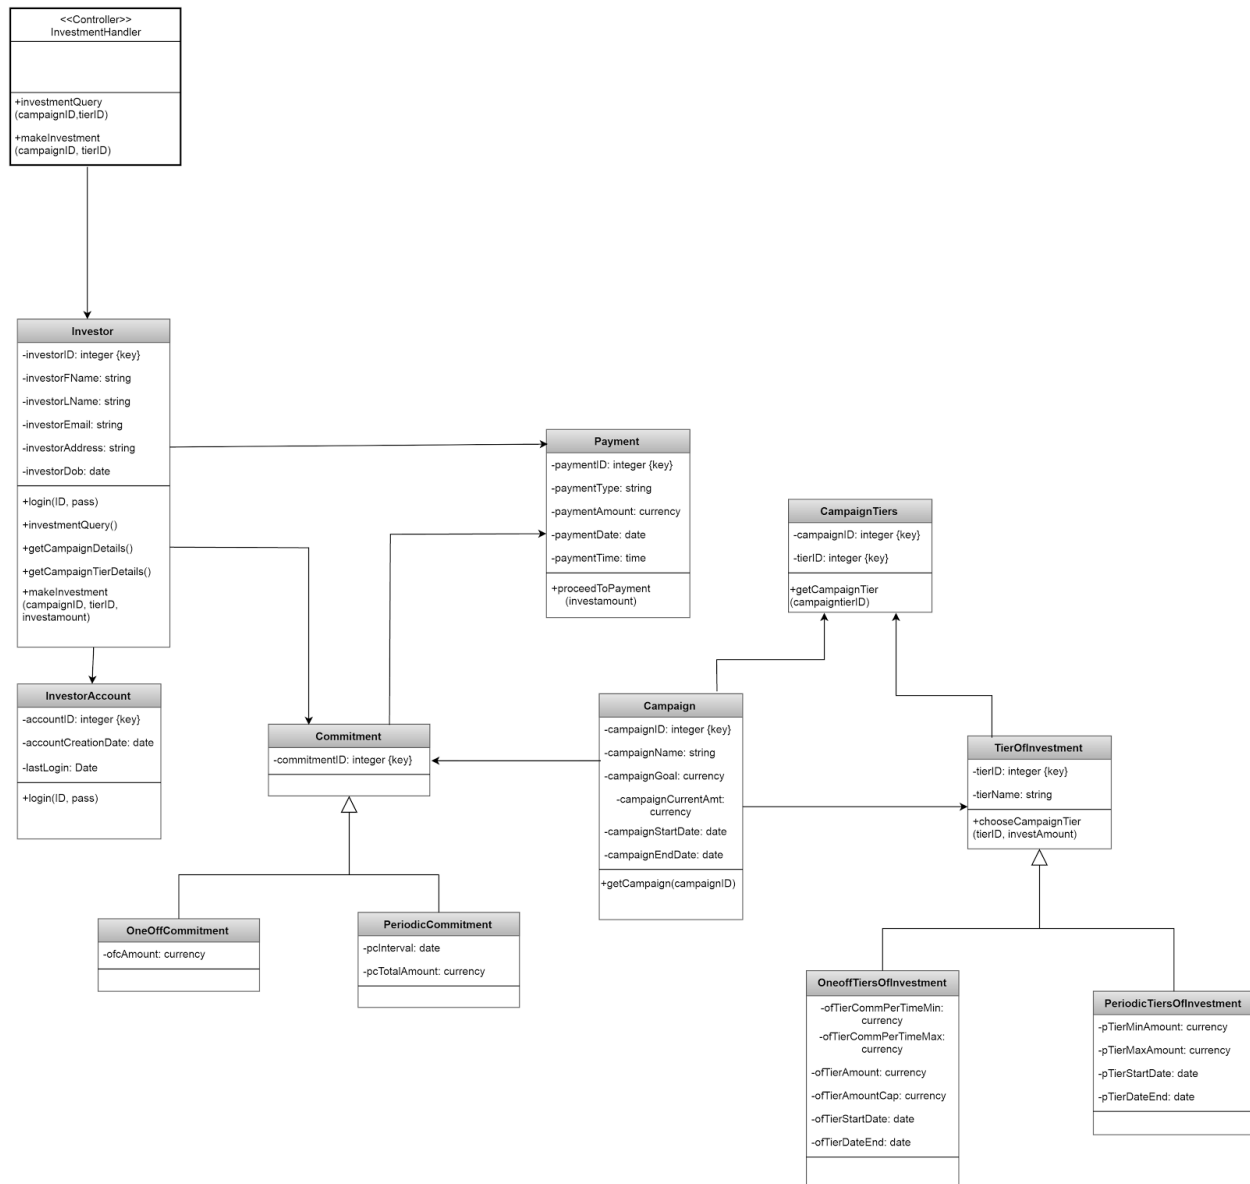 <<Controller>>
InvestmentHandler
+investmentQuery
(campaignID,tierID)
+makeInvestment
(campaignID, tierID)
Investor
-investorID: integer {key}
-investorFName: string
-investorLName: string
-investorEmail: string
-investorAddress: string
-investorDob: date
+login(ID, pass)
+investmentQuery()
+getCampaignDetails()
+getCampaignTierDetails()
+makeInvestment
(campaignID, tierID,
investamount)
Payment
-paymentID: integer {key}
-paymentType: string
-paymentAmount: currency
-paymentDate: date
-paymentTime: time
+proceedToPayment
(investamount)
CampaignTiers
-campaignID: integer {key}
-tierID: integer {key}
+getCampaignTier
(campaigntierID)
InvestorAccount
-accountID: integer {key}
-accountCreationDate: date
-lastLogin: Date
+login(ID, pass)
Commitment
-commitmentID: integer {key}
Campaign
-campaignID: integer {key}
-campaignName: string
-campaignGoal: currency
-campaignCurrentAmt:
currency
-campaignStartDate: date
-campaignEndDate: date
+getCampaign(campaignID)
TierOfInvestment
-tierID: integer {key}
-tierName: string
+chooseCampaignTier
(tierID, investAmount)
OneOffCommitment
-ofcAmount: currency
PeriodicCommitment
-pcInterval: date
-pcTotalAmount: currency
OneoffTiersOfInvestment
-ofTierCommPerTimeMin:
currency
-ofTierCommPerTimeMax:
currency
-ofTierAmount: currency
-ofTierAmountCap: currency
-ofTierStartDate: date
-ofTierDateEnd: date
PeriodicTiersOfInvestment
-pTierMinAmount: currency
-pTierMaxAmount: currency
-pTierStartDate: date
-pTierDateEnd: date